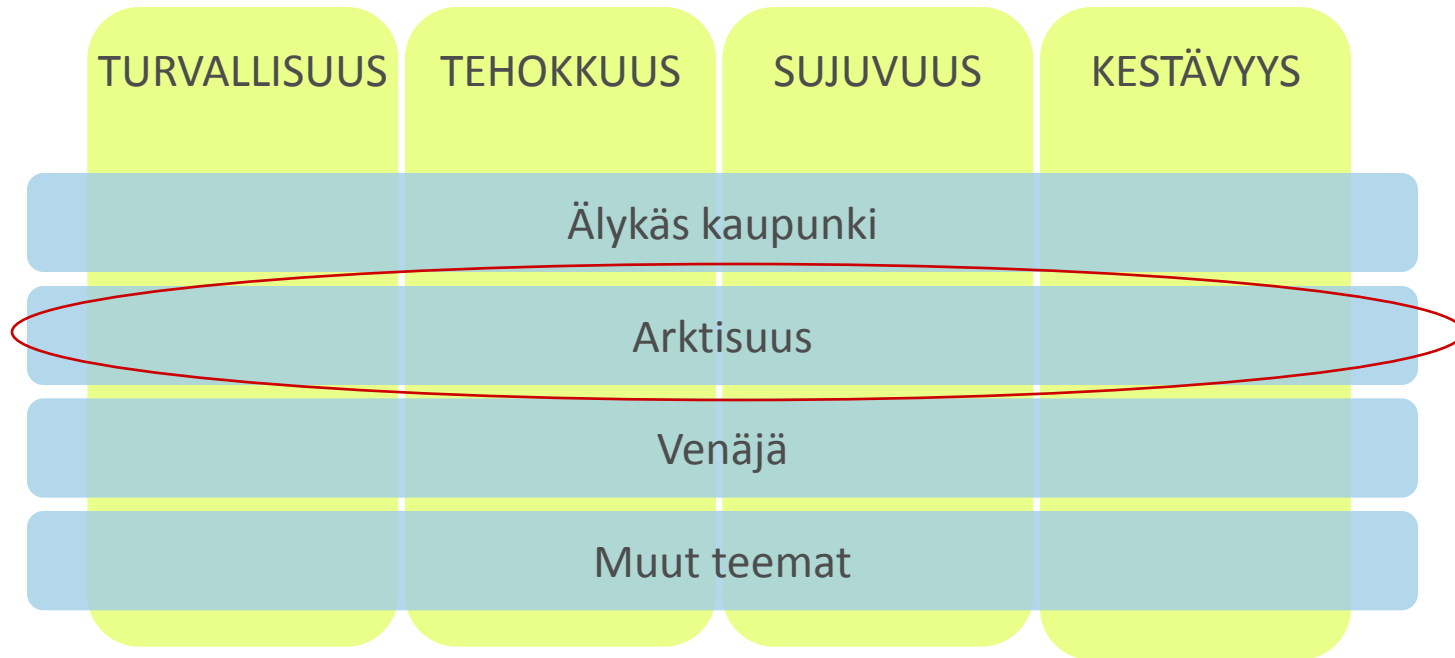 TURVALLISUUS TEHOKKUUS SUJUVUUS KESTÄVYYS
Älykäs kaupunki
Arktisuus
Venäjä
Muut teemat